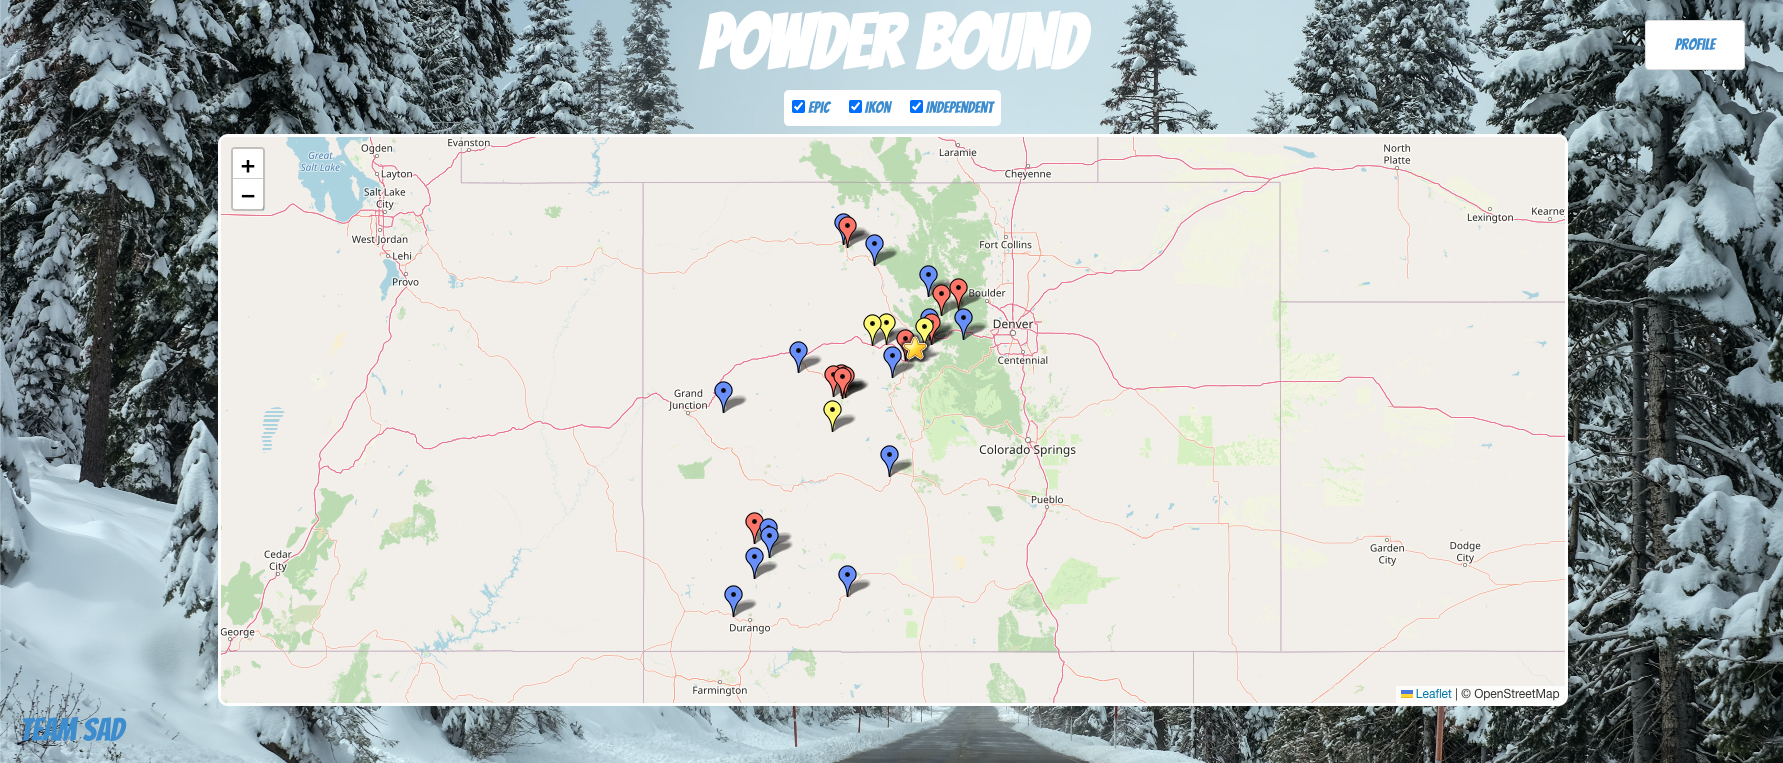 POWDER BOUND
PROFILE
EPIC
IKON
INDEPENDENT
+
−
Great
Salt Lake
Ogden
Evanston
Layton
Salt Lake
City
West Jordan
Lehi
Provo
Laramie
Cheyenne
North
Platte
Lexington
Kearne
Fort Collins
Boulder
Denver
Centennial
Grand
Junction
Colorado Springs
Pueblo
Cedar
City
Garden
City
Dodge
City
George
Durango
Farmington
Leaflet | © OpenStreetMap
TEAM SAD